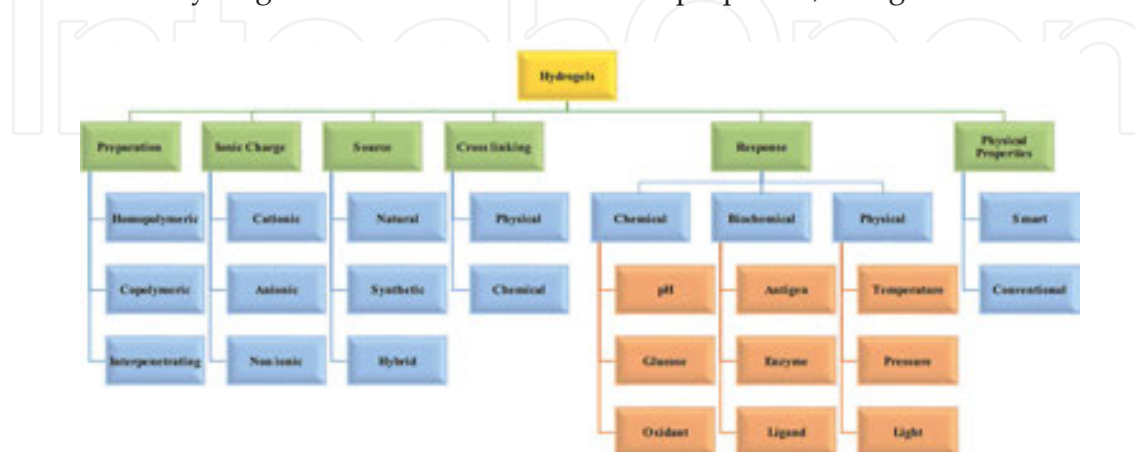 IntechOpen
Hydrogels
Preparation
Ionic Charge
Source
Cross linking
Response
Physical
Properties
Homopolymeric
Cationic
Natural
Physical
Chemical
Biochemical
Physical
Smart
Copolymeric
Anionic
Synthetic
Chemical
pH
Antigen
Temperature
Conventional
Interpenetrating
Non ionic
Hybrid
Glucose
Enzyme
Pressure
Oxidant
Ligand
Light